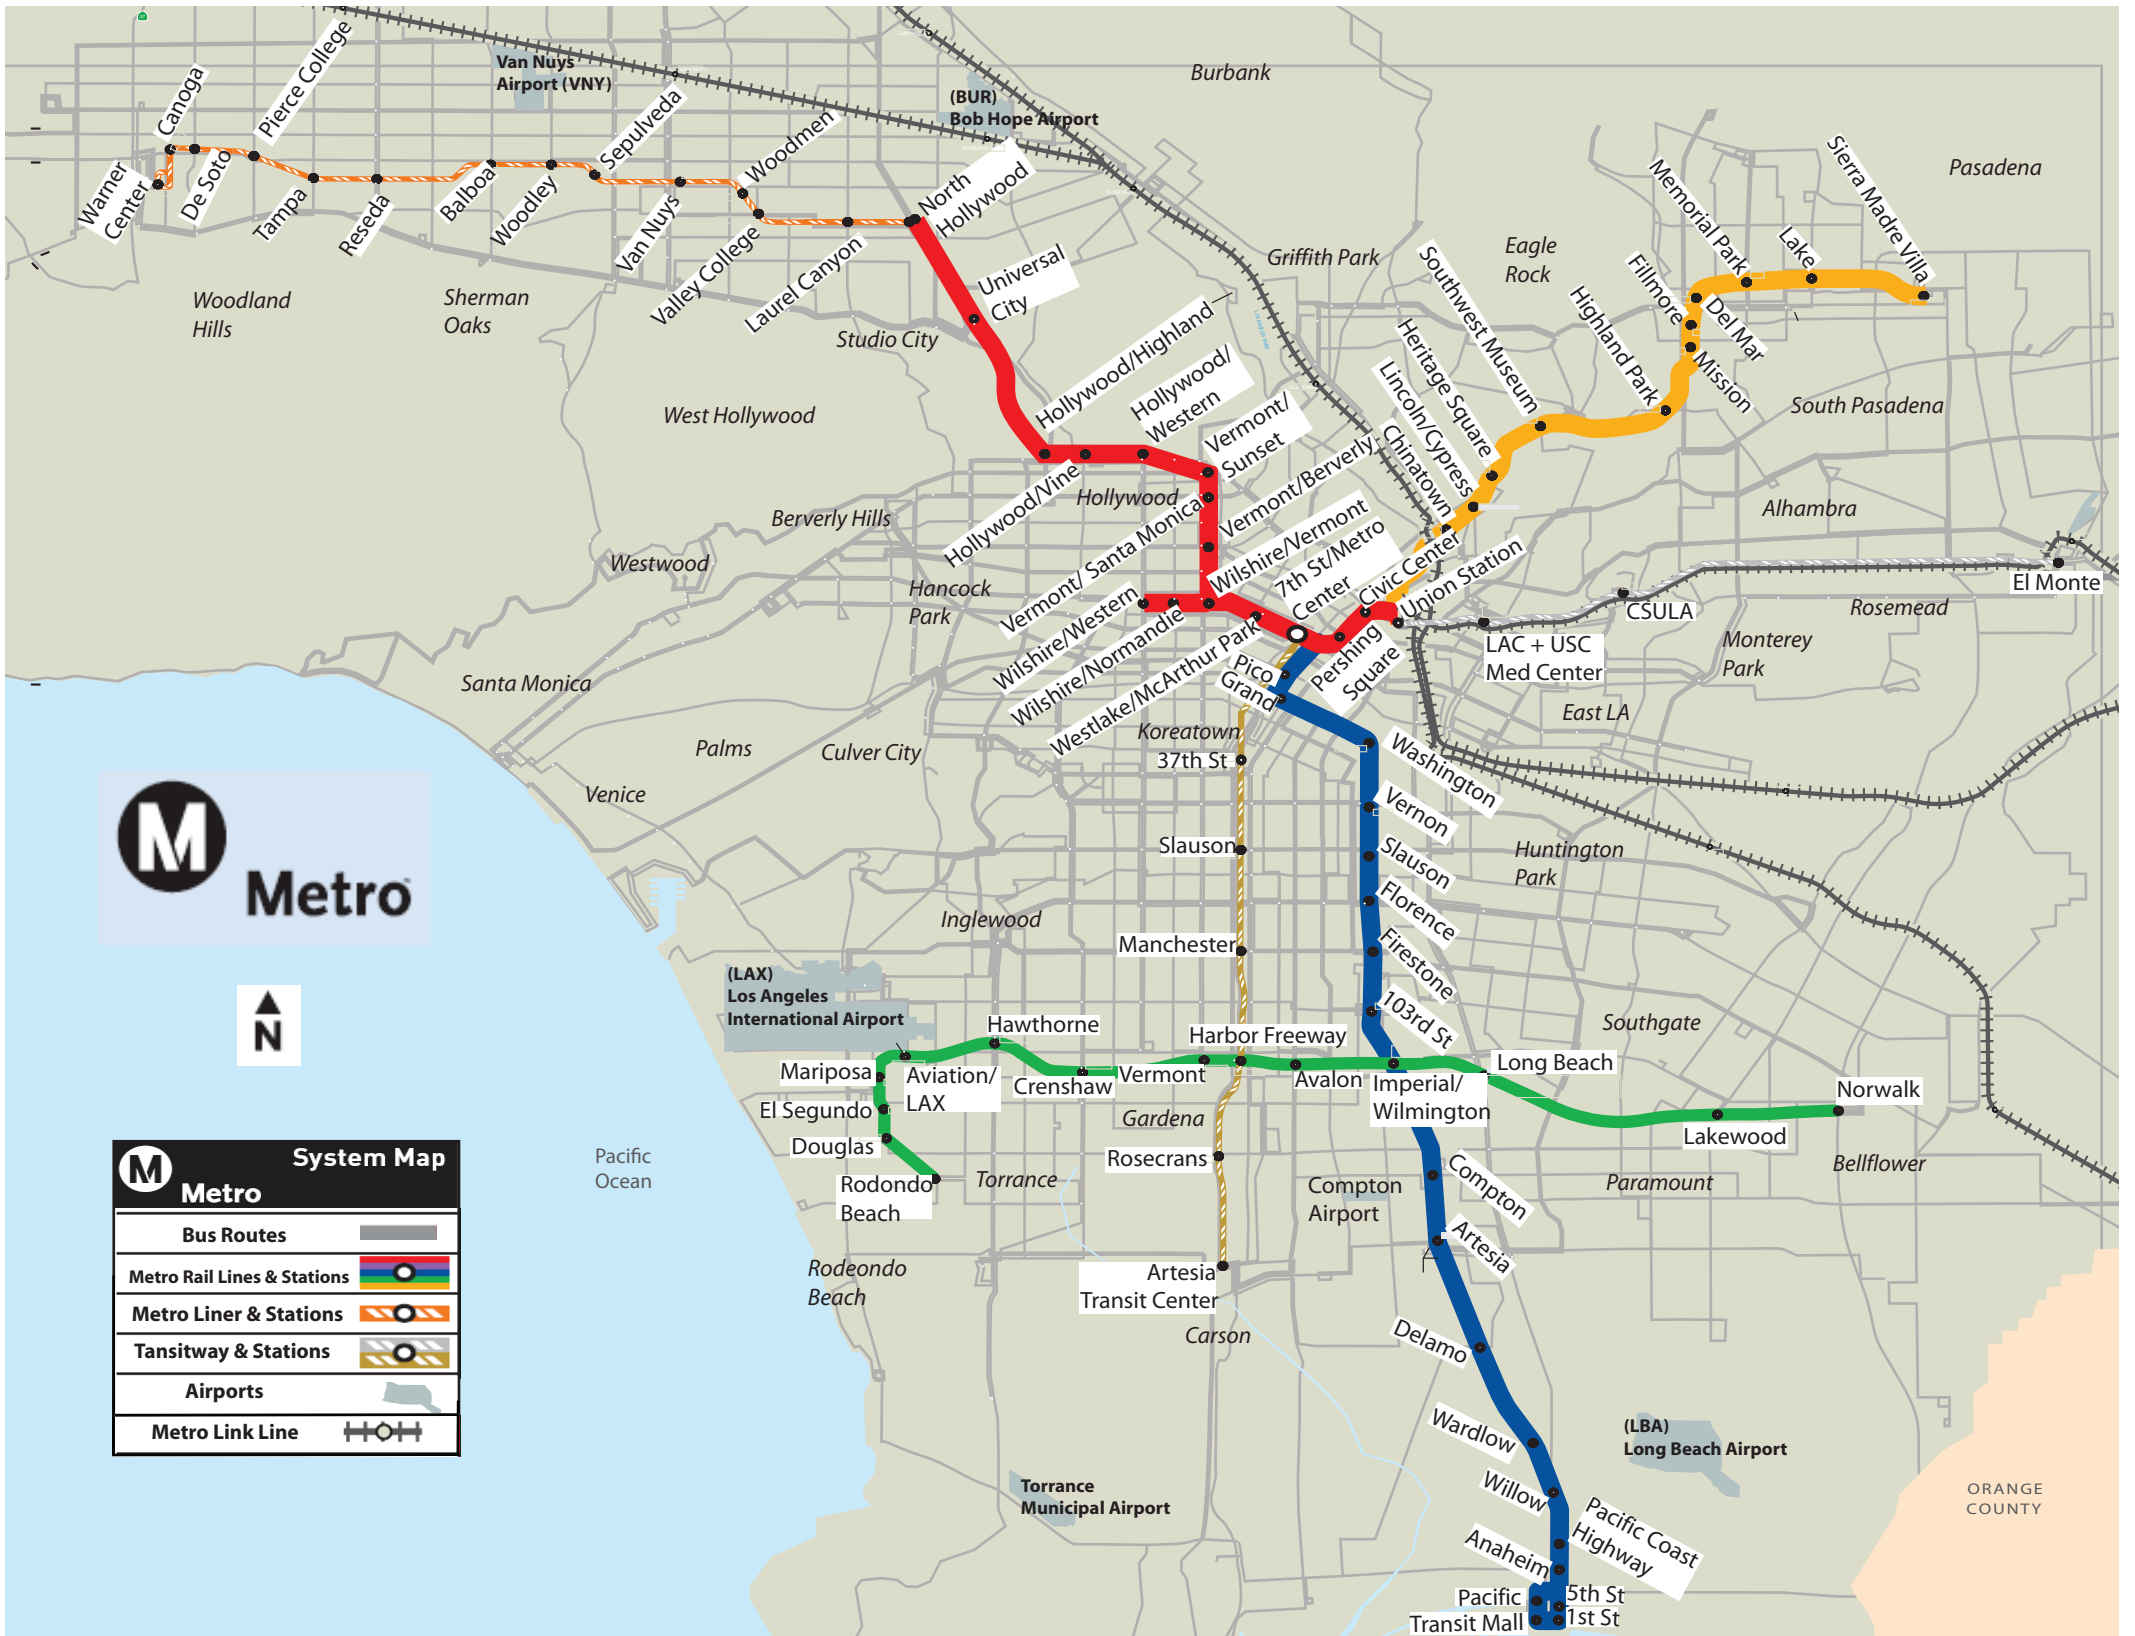 Pierce College
Canoga
Van Nuys
Airport (VNY)
Burbank
(BUR)
Bob Hope Airport
Sepulveda
Woodmen
Warner
Center
De Soto
Tampa
Reseda
Balboa
Woodley
Van Nuys
Valley College
Laurel Canyon
North
Hollywood
Universal
City
Griffith Park
Eagle
Rock
Pasadena
Memorial Park
Lake
Sierra Madre Villa
Fillmore
Del Mar
Mission
Highland Park
Southwest Museum
Heritage Square
Lincoln/Cypress
Chinatown
Woodland
Hills
Sherman
Oaks
Studio City
Hollywood/Highland
Hollywood/
Western
Vermont/
Sunset
West Hollywood
South Pasadena
Hollywood/Vine
Hollywood
Vermont/Berverly
Vermont/ Santa Monica
Berverly Hills
Alhambra
Westwood
Hancock
Park
Wilshire/Vermont
7th St/Metro
Center
Civic Center
Union Station
Wilshire/Western
Wilshire/Normandie
Westlake/McArthur Park
Pershing
Square
El Monte
CSULA
Rosemead
LAC + USC
Med Center
Monterey
Park
Santa Monica
Pico
Grand
East LA
Koreatown
37th St
Washington
Palms
Culver City
Venice
Vernon
Slauson
Slauson
Huntington
Park
Florence
Metro
Inglewood
Manchester
Firestone
(LAX)
Los Angeles
International Airport
103rd St
N
Hawthorne
Harbor Freeway
Southgate
Mariposa
Aviation/
LAX
Crenshaw
Vermont
Avalon
Imperial/
Wilmington
Long Beach
Norwalk
El Segundo
Douglas
Gardena
Lakewood
Rodondo
Beach
Torrance
Rosecrans
Compton
Airport
Compton
Paramount
Bellflower
Pacific
Ocean
M
System Map
Metro
Bus Routes
Metro Rail Lines & Stations
Metro Liner & Stations
Tansitway & Stations
Airports
Metro Link Line
Rodeondo
Beach
Artesia
Transit Center
Artesia
Carson
Delamo
Wardlow
(LBA)
Long Beach Airport
Torrance
Municipal Airport
Willow
Pacific Coast
Highway
ORANGE
COUNTY
Anaheim
Pacific
Transit Mall
5th St
1st St